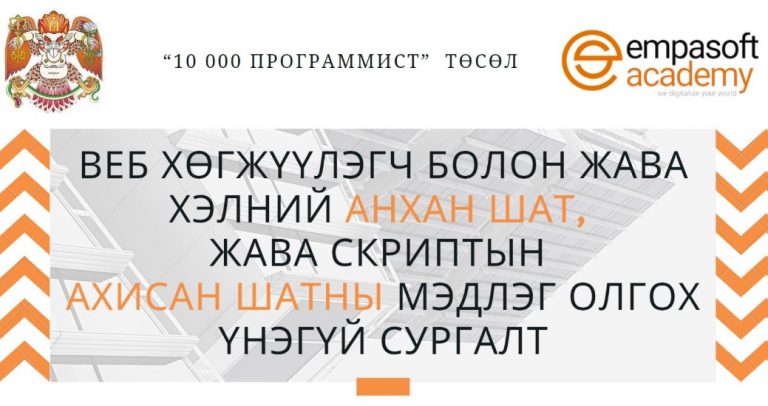 “10 000 ПРОГРАММИСТ” ТӨСӨЛ
empasoft
academy
we digitalize your world
ВЕБ ХӨГЖҮҮЛЭГЧ БОЛОН ЖАВА
ХЭЛНИЙ АНХАН ШАТ,
ЖАВА СКРИПТЫН
АХИСАН ШАТНЫ МЭДЛЭГ ОЛГОХ
ҮНЭГҮЙ СУРГАЛТ